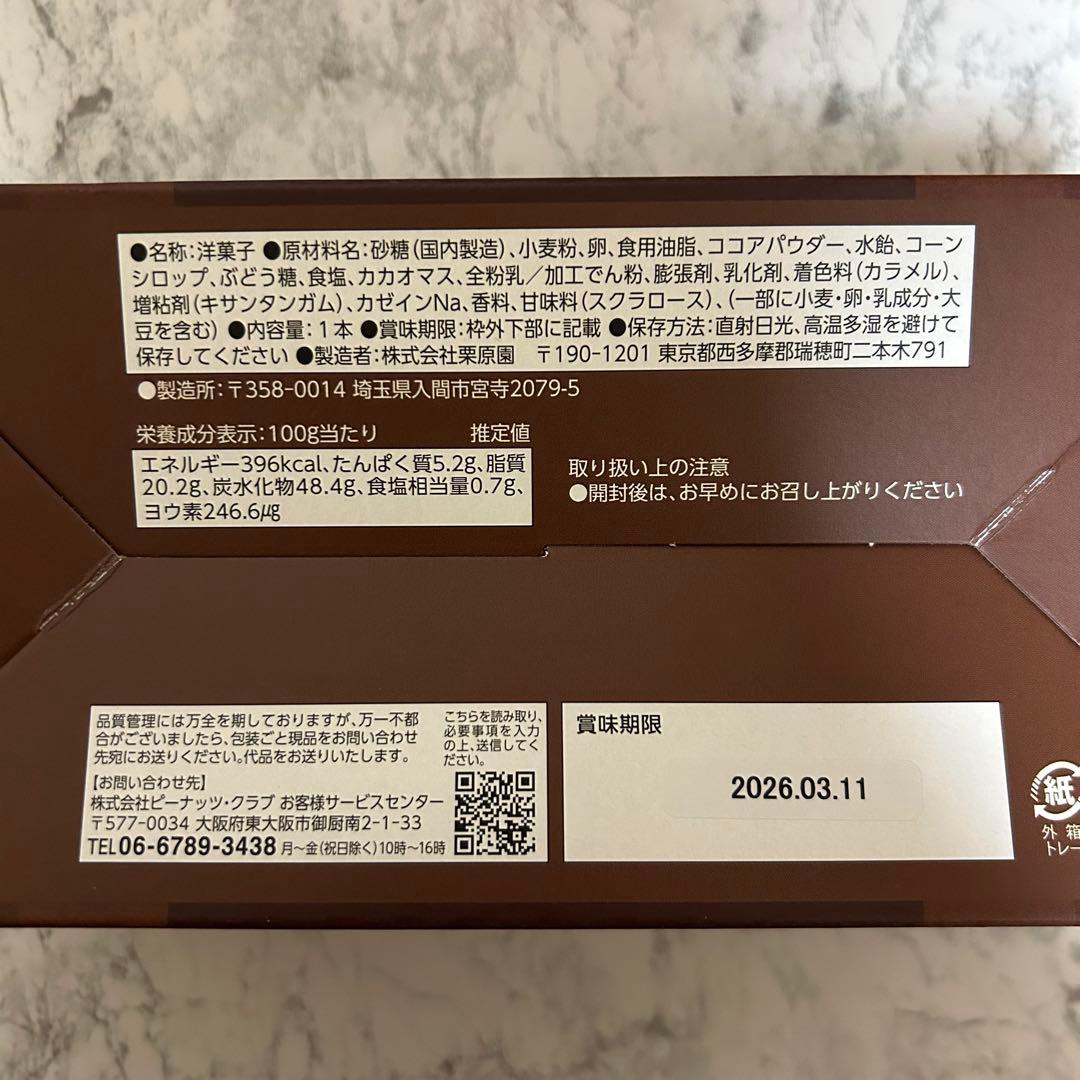 ●名称:洋菓子 ●原材料名:砂糖(国内製造)、小麦粉、卵、食用油脂、ココアパウダー、水飴、コーン
シロップ、ぶどう糖、食塩、カカオマス、全粉乳／加工でん粉、膨張剤、乳化剤、着色料(カラメル)、
増粘剤(キサンタンガム)、カゼインNa、香料、甘味料(スクラロース)、(一部に小麦・卵・乳成分・大
豆を含む) ●内容量:1本 ●賞味期限:枠外下部に記載 ●保存方法:直射日光、高温多湿を避けて
保存してください ●製造者:株式会社栗原園 〒190-1201 東京都西多摩郡瑞穂町二本木791
●製造所:〒358-0014 埼玉県入間市宮寺2079-5
栄養成分表示:100g当たり 推定値
エネルギー396kcal、たんぱく質5.2g、脂質
20.2g、炭水化物48.4g、食塩相当量0.7g、
ヨウ素246.6㎍
取り扱い上の注意
●開封後は、お早めにお召し上がりください
品質管理には万全を期しておりますが、万一不都
合がございましたら、包装ごと現品をお問い合わせ
先宛にお送りください。代品をお送りいたします。
【お問い合わせ先】
株式会社ピーナッツ・クラブ お客様サービスセンター
〒577-0034 大阪府東大阪市御厨南2-1-33
TEL06-6789-3438 月～金(祝日除く)10時～16時
こちらを読み取り、
必要事項を入力
の上、送信してく
ださい。
賞味期限
2026.03.11
紙
外箱
トレー